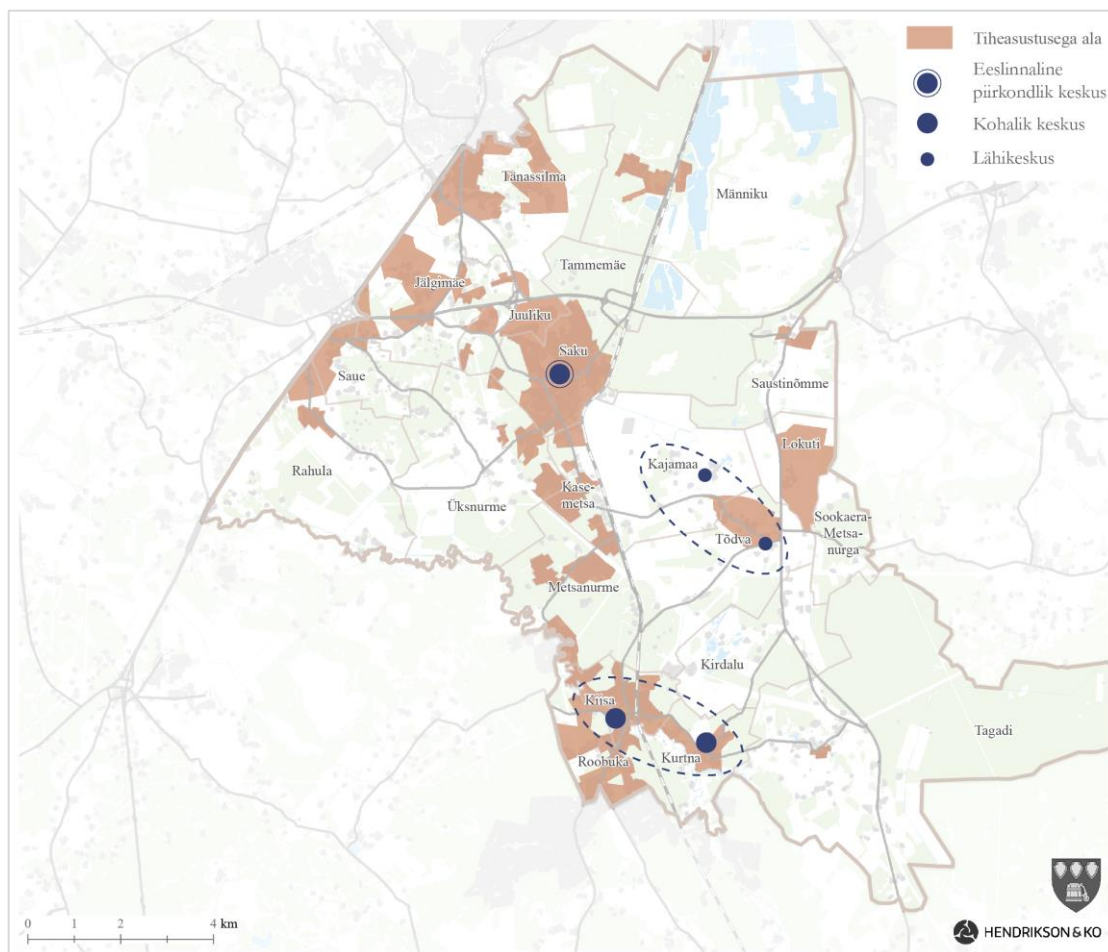 Tiheasustusega ala
Eeslinnaline
piirkondlik keskus
Kohalik keskus
Lähikeskus
Tänassilma
Männiku
Tammemäe
Jälgimäe
Juuliku
Saku
Saue
Saustinõmme
Lokuti
Kajamaa
Rahula
Kase-
metsa
Üksnurme
Sookaera-
Metsa-
nurga
Tõdva
Metsanurme
Kirdalu
Kiisa
Tagadi
Roobuka
Kurtna
0 1 2 4 km
HENDRIKSON & KO